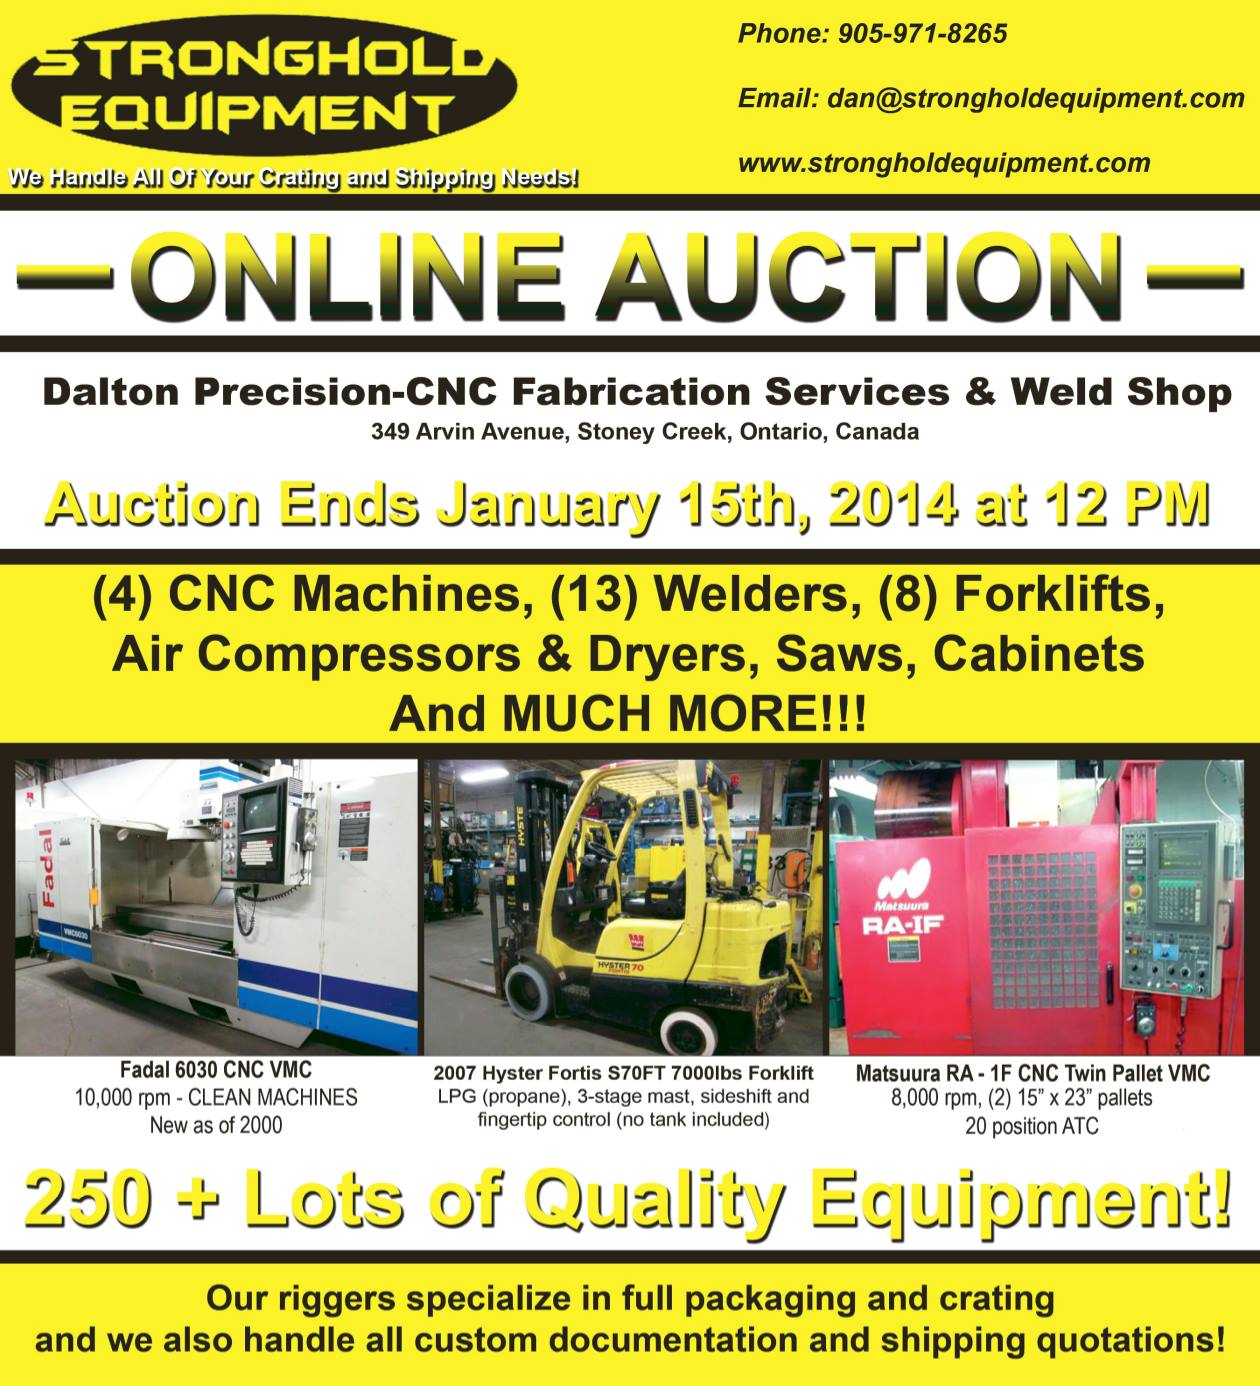 STRONGHOLD
EQUIPMENT
We Handle All Of Your Crating and Shipping Needs!
Phone: 905-971-8265
Email: dan@strongholdequipment.com
www.strongholdequipment.com
ONLINE AUCTION
Dalton Precision-CNC Fabrication Services & Weld Shop
349 Arvin Avenue, Stoney Creek, Ontario, Canada
Auction Ends January 15th, 2014 at 12 PM
(4) CNC Machines, (13) Welders, (8) Forklifts,
Air Compressors & Dryers, Saws, Cabinets
And MUCH MORE!!!
Fadal
VMC6030
HYSTE
HYSTER 70
FORTIS
33
Matsuura
RA-IF
Fadal 6030 CNC VMC
10,000 rpm - CLEAN MACHINES
New as of 2000
2007 Hyster Fortis S70FT 7000lbs Forklift
LPG (propane), 3-stage mast, sideshift and
fingertip control (no tank included)
Matsuura RA - 1F CNC Twin Pallet VMC
8,000 rpm, (2) 15” x 23” pallets
20 position ATC
250 + Lots of Quality Equipment!
Our riggers specialize in full packaging and crating
and we also handle all custom documentation and shipping quotations!